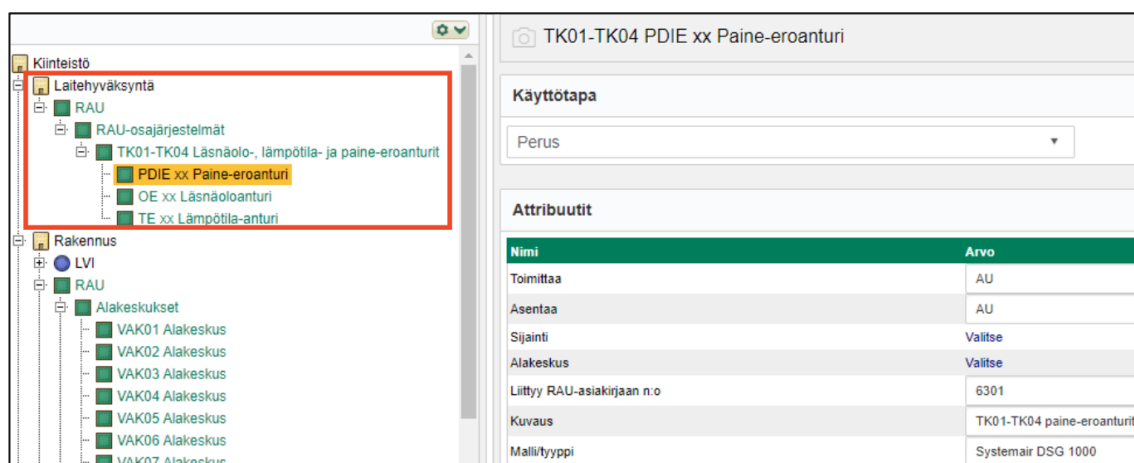 Kiinteistö
Laitehyväksyntä
RAU
RAU-osajärjestelmät
TK01-TK04 Läsnäolo-, lämpötila- ja paine-eroanturit
PDIE xx Paine-eroanturi
OE xx Läsnäoloanturi
TE xx Lämpötila-anturi
Rakennus
LVI
RAU
Alakeskukset
VAK01 Alakeskus
VAK02 Alakeskus
VAK03 Alakeskus
VAK04 Alakeskus
VAK05 Alakeskus
VAK06 Alakeskus
VAK07 Alakeskus
TK01-TK04 PDIE xx Paine-eroanturi
Käyttötapa
Perus
Attribuutit
Nimi Arvo
Toimittaa AU
Asentaa AU
Sijainti Valitse
Alakeskus Valitse
Liittyy RAU-asiakirjaan n:o 6301
Kuvaus TK01-TK04 paine-eroanturit
Malli/tyyppi Systemair DSG 1000